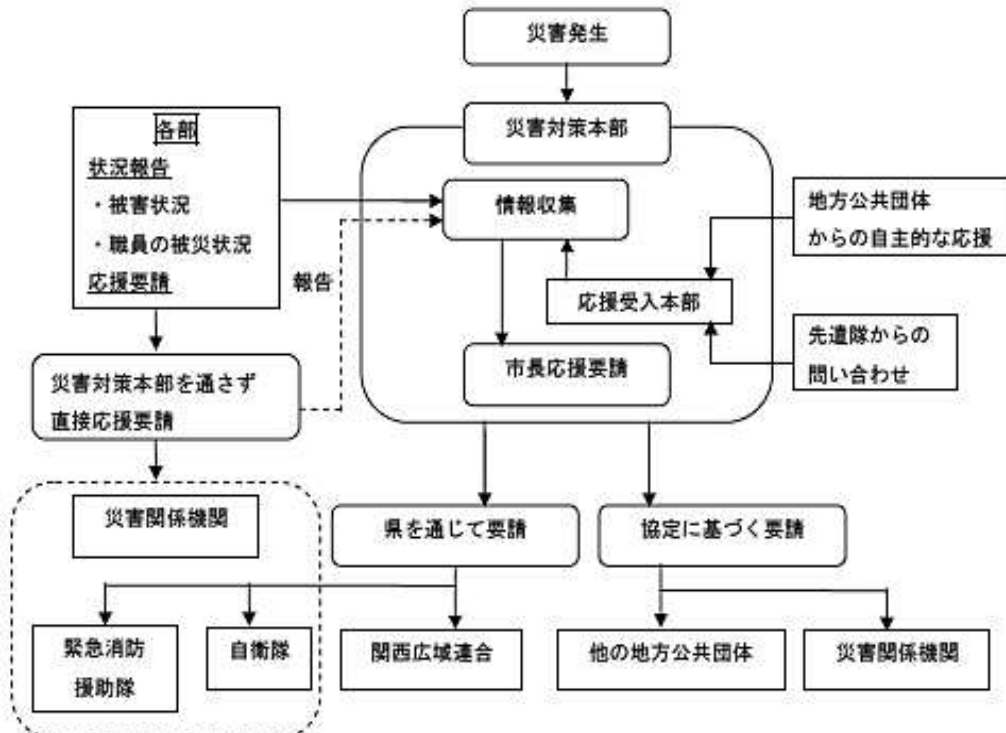 災害発生
災害対策本部
各部
状況報告
・被害状況
・職員の被災状況
応援要請
情報収集
地方公共団体
からの自主的な応援
報告
応援受入本部
先遣隊からの
問い合わせ
市長応援要請
災害対策本部を通さず
直接応援要請
災害関係機関
県を通じて要請
協定に基づく要請
緊急消防
援助隊
自衛隊
関西広域連合
他の地方公共団体
災害関係機関